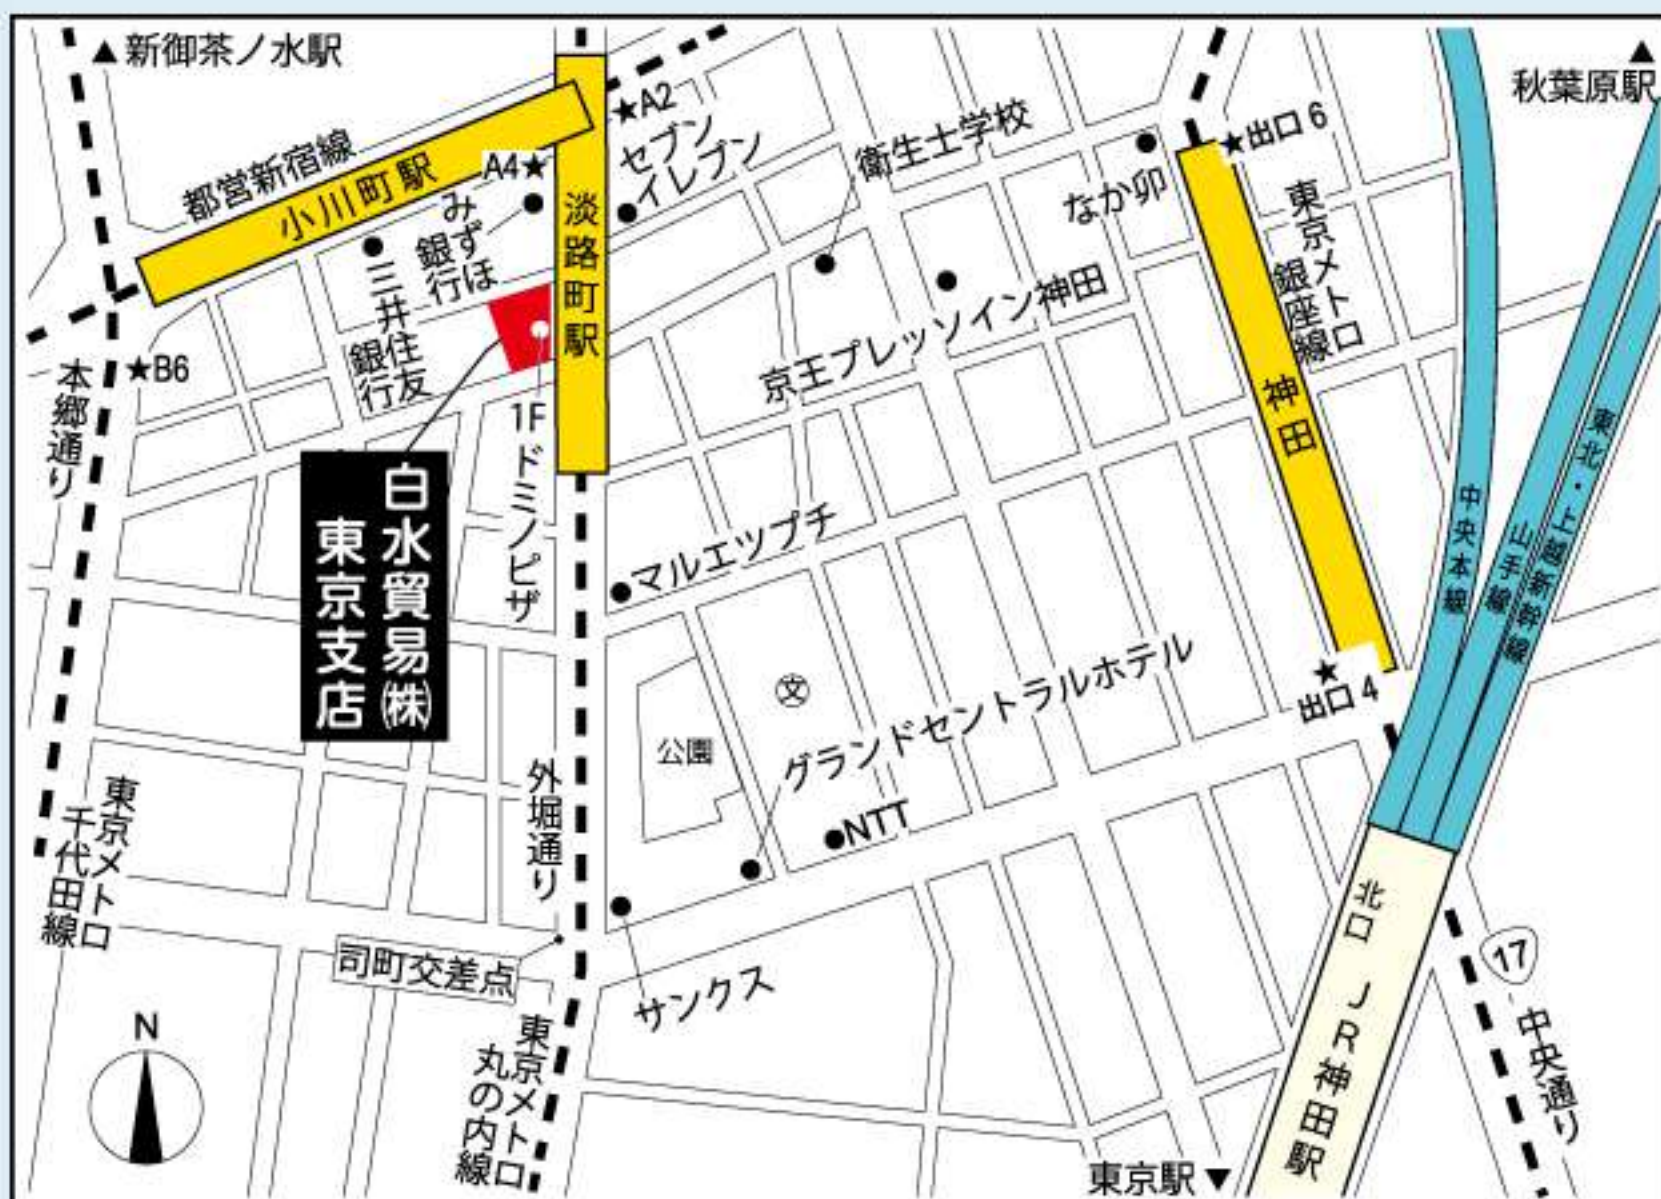 ▲新御茶ノ水駅
▲
秋葉原駅
★A2
セブン
イレブン
都営新宿線
小川町駅
A4★
みずほ
銀行
三井住友
銀行
淡路町駅
衛生士学校
なか卯
★出口6
東京メトロ
銀座線
京王プレッソイン神田
神田
★B6
本郷通り
1Fドミノピザ
白水貿易㈱
東京支店
マルエツプチ
東北・上越新幹線
山手線
中央本線
文
公園
グランドセントラルホテル
★
出口4
NTT
外堀通り
東京メトロ
千代田線
司町交差点
サンクス
東京メトロ
丸の内線
北口
JR神田駅
17
中央通り
東京駅▼
N